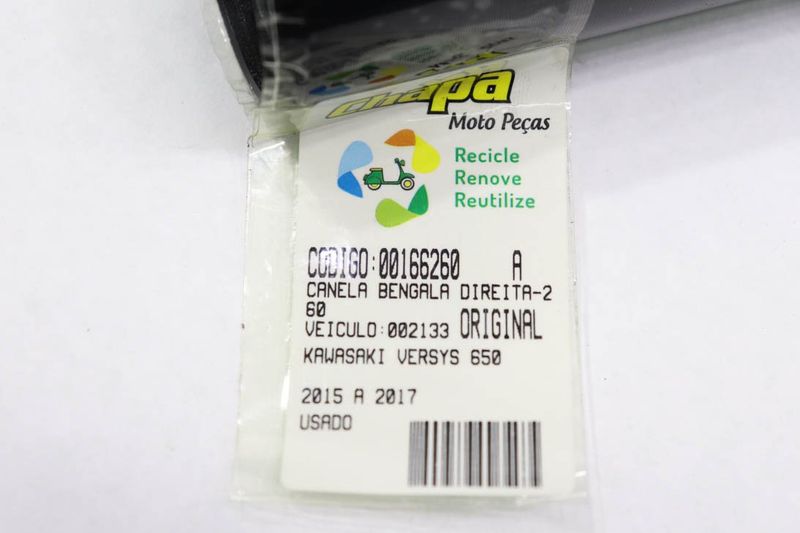 chapa
Moto Peças
Recicle
Renove
Reutilize
CODIGO:00166260 A
CANELA BENGALA DIREITA-2
60
VEICULO:002133 ORIGINAL
KAWASAKI VERSYS 650
2015 A 2017
USADO